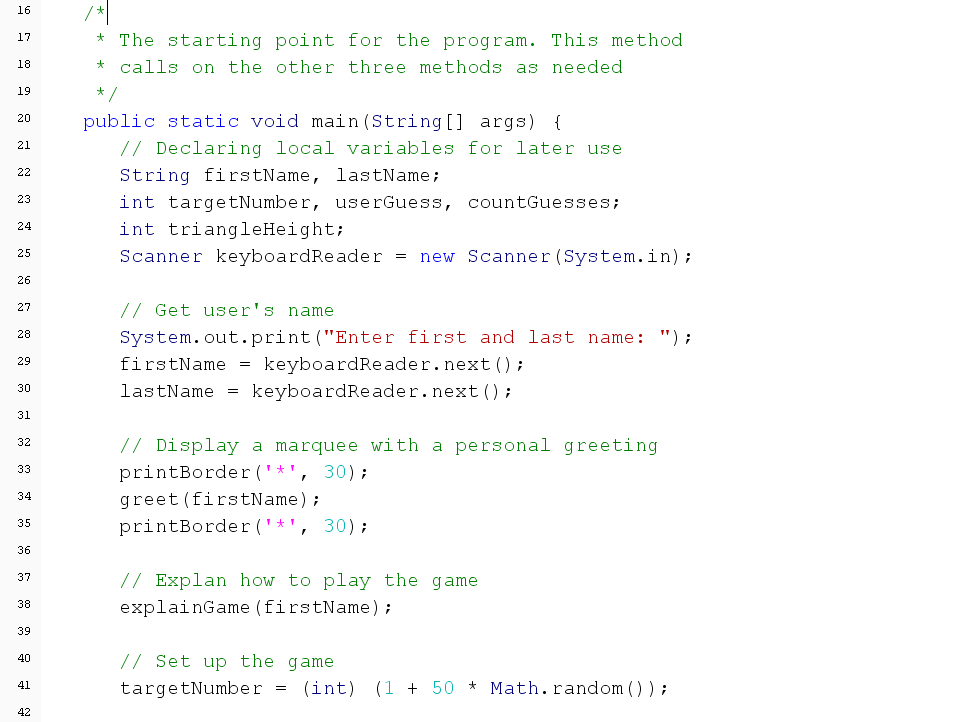 16 /*
17 * The starting point for the program. This method
18 * calls on the other three methods as needed
19 */
20 public static void main(String[] args) {
21 // Declaring local variables for later use
22 String firstName, lastName;
23 int targetNumber, userGuess, countGuesses;
24 int triangleHeight;
25 Scanner keyboardReader = new Scanner(System.in);
26
27 // Get user's name
28 System.out.print("Enter first and last name: ");
29 firstName = keyboardReader.next();
30 lastName = keyboardReader.next();
31
32 // Display a marquee with a personal greeting
33 printBorder('*', 30);
34 greet(firstName);
35 printBorder('*', 30);
36
37 // Explan how to play the game
38 explainGame(firstName);
39
40 // Set up the game
41 targetNumber = (int) (1 + 50 * Math.random());
42